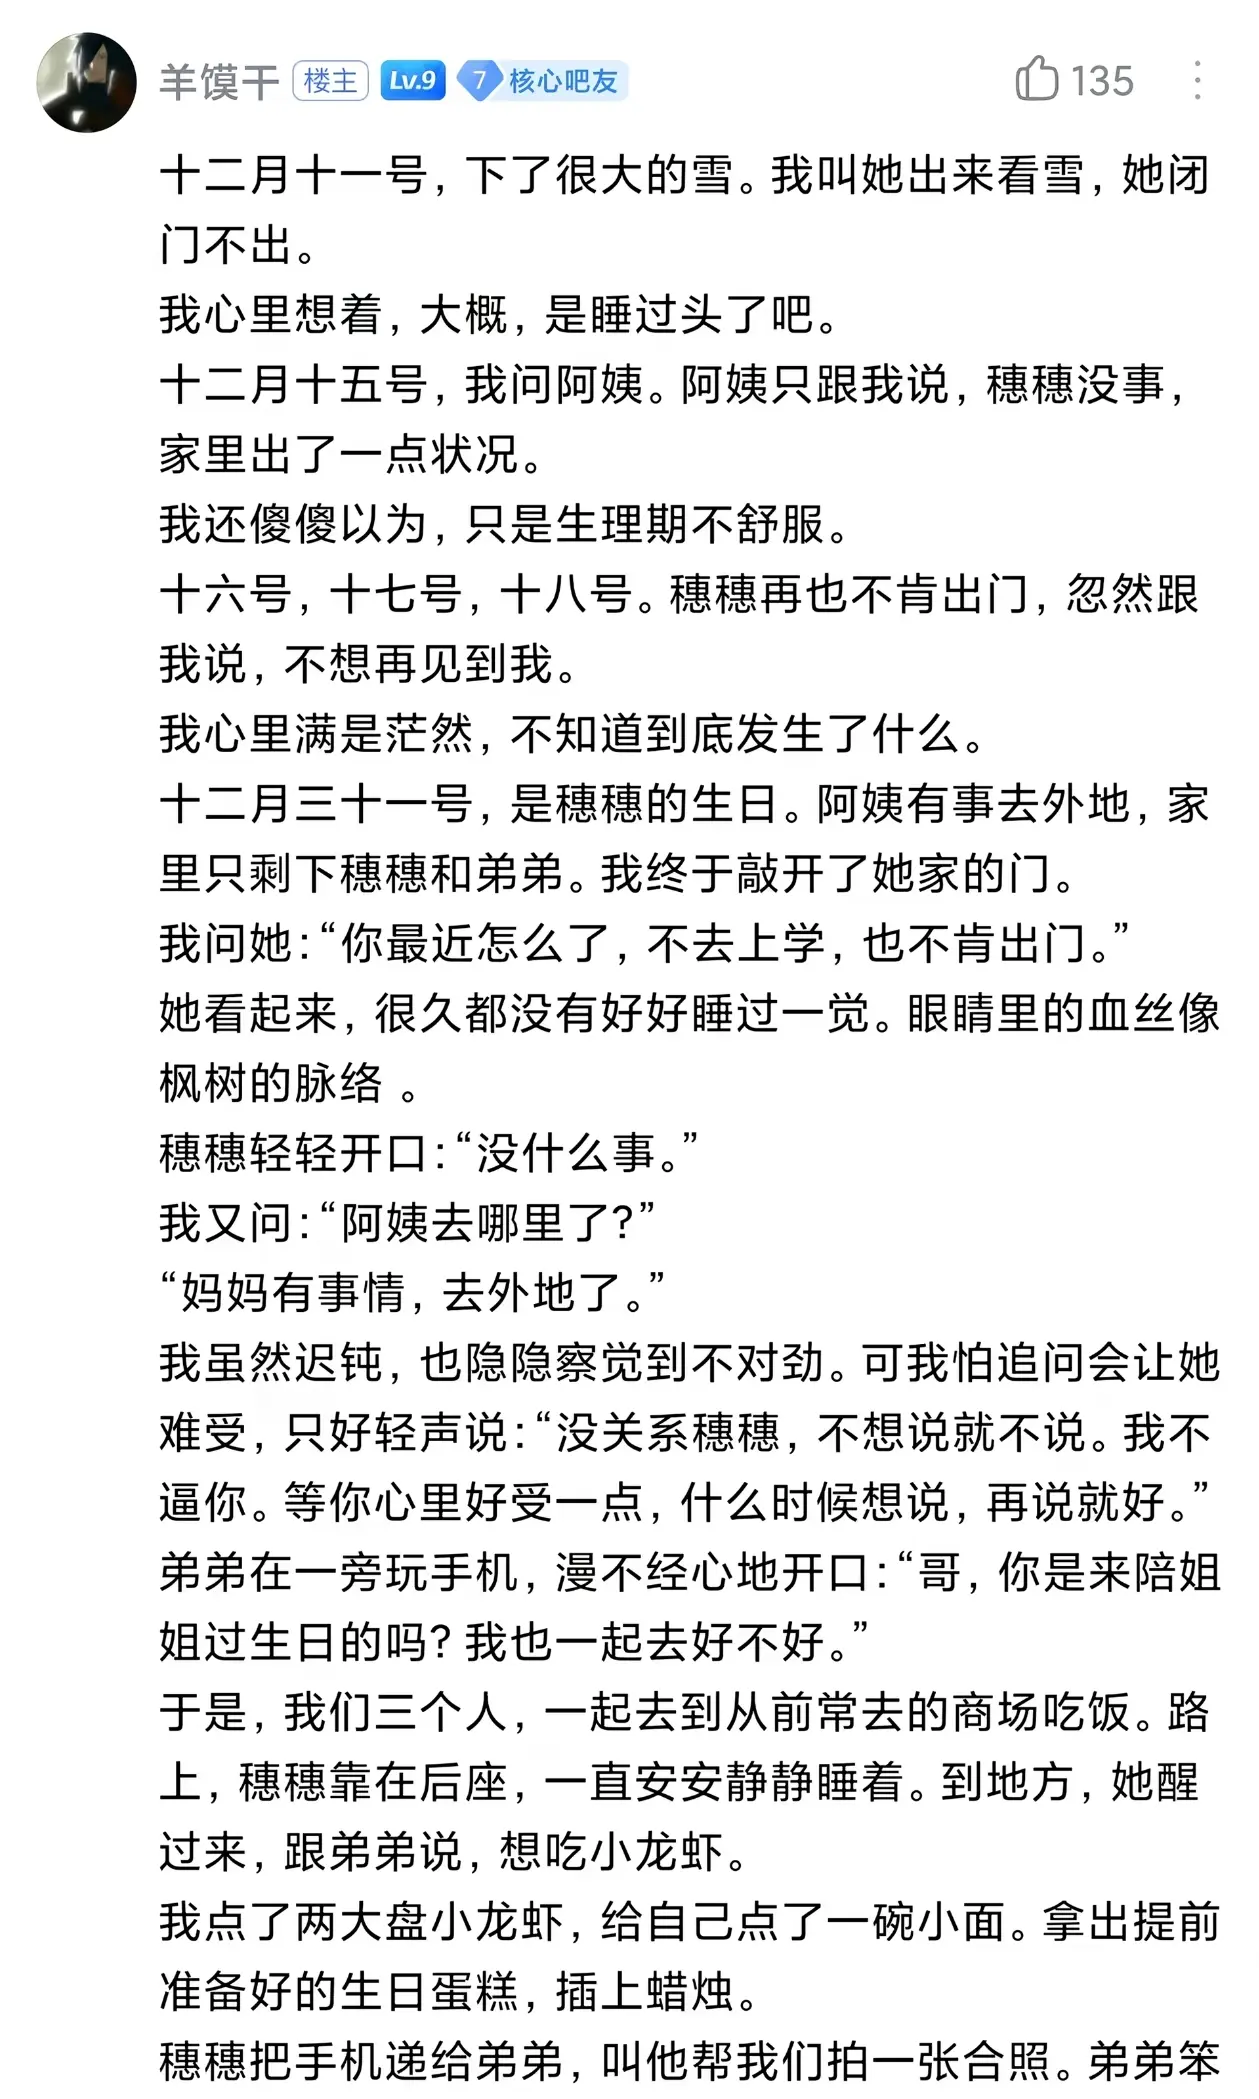 羊馍干 楼主 Lv.9 7 核心吧友 135
十二月十一号，下了很大的雪。我叫她出来看雪，她闭
门不出。
我心里想着，大概，是睡过头了吧。
十二月十五号，我问阿姨。阿姨只跟我说，穗穗没事，
家里出了一点状况。
我还傻傻以为，只是生理期不舒服。
十六号，十七号，十八号。穗穗再也不肯出门，忽然跟
我说，不想再见到我。
我心里满是茫然，不知道到底发生了什么。
十二月三十一号，是穗穗的生日。阿姨有事去外地，家
里只剩下穗穗和弟弟。我终于敲开了她家的门。
我问她：“你最近怎么了，不去上学，也不肯出门。”
她看起来，很久都没有好好睡过一觉。眼睛里的血丝像
枫树的脉络 。
穗穗轻轻开口：“没什么事。”
我又问：“阿姨去哪里了？”
“妈妈有事情，去外地了。”
我虽然迟钝，也隐隐察觉到不对劲。可我怕追问会让她
难受，只好轻声说：“没关系穗穗，不想说就不说。我不
逼你。等你心里好受一点，什么时候想说，再说就好。”
弟弟在一旁玩手机，漫不经心地开口：“哥，你是来陪姐
姐过生日的吗？我也一起去好不好。”
于是，我们三个人，一起去到从前常去的商场吃饭。路
上，穗穗靠在后座，一直安安静静睡着。到地方，她醒
过来，跟弟弟说，想吃小龙虾。
我点了两大盘小龙虾，给自己点了一碗小面。拿出提前
准备好的生日蛋糕，插上蜡烛。
穗穗把手机递给弟弟，叫他帮我们拍一张合照。弟弟笨